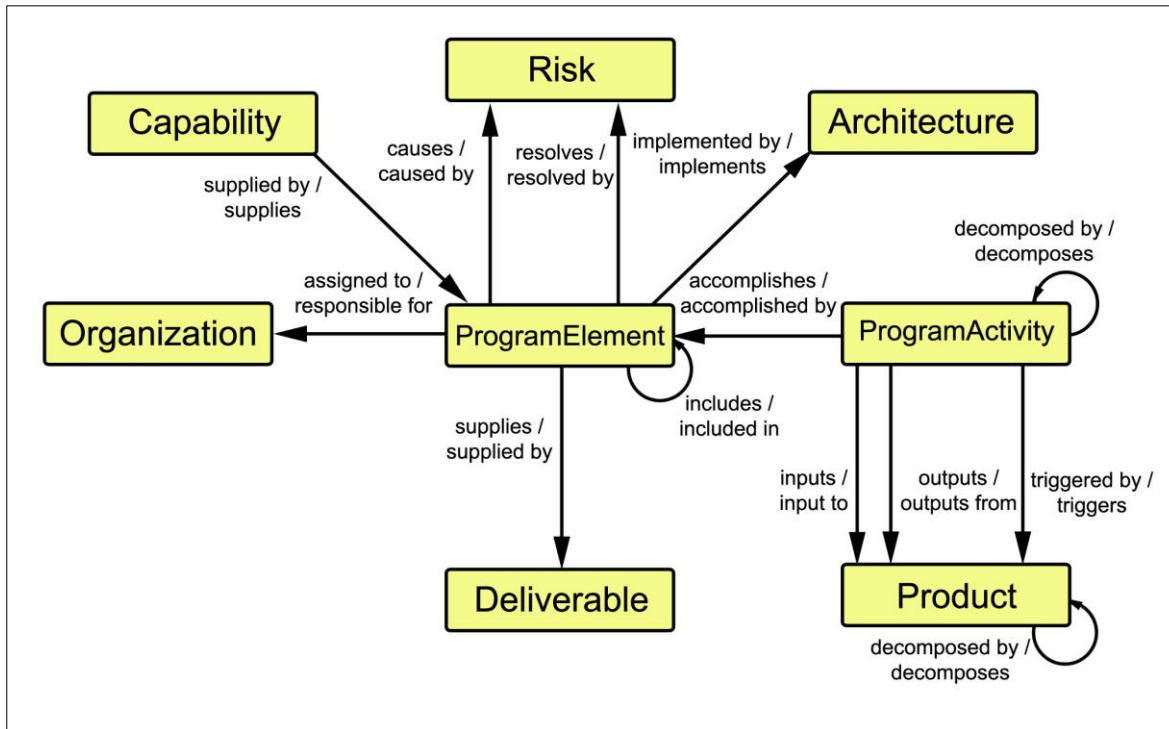 Risk
Capability
Architecture
causes /
caused by
resolves /
resolved by
implemented by /
implements
supplied by /
supplies
decomposed by /
decomposes
assigned to /
responsible for
accomplishes /
accomplished by
Organization
ProgramElement
ProgramActivity
includes /
included in
supplies /
supplied by
inputs /
input to
outputs /
outputs from
triggered by /
triggers
Deliverable
Product
decomposed by /
decomposes